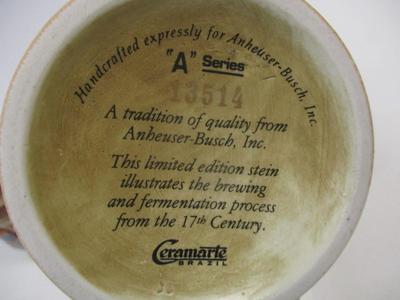 Handcrafted expressly for Anheuser-Busch, Inc.
"A" Series
13514
A tradition of quality from
Anheuser-Busch, Inc.
This limited edition stein
illustrates the brewing
and fermentation process
from the 17th Century.
Ceramarte
BRAZIL